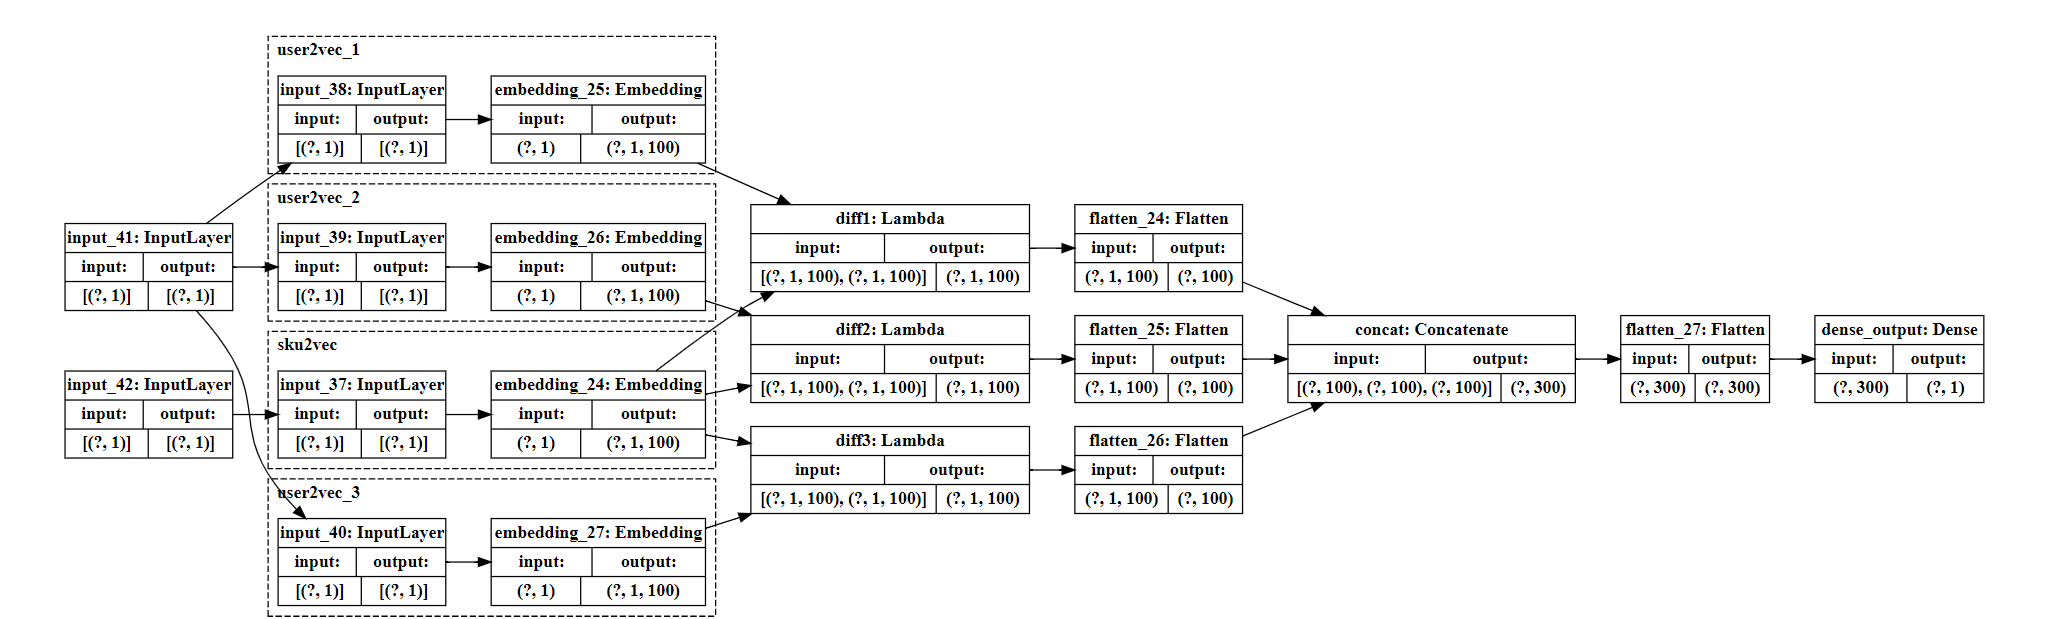 user2vec_1
input_38: InputLayer
input: output:
[(?, 1)] [(?, 1)]
embedding_25: Embedding
input: output:
(?, 1) (?, 1, 100)
user2vec_2
input_41: InputLayer
input: output:
[(?, 1)] [(?, 1)]
input_39: InputLayer
input: output:
[(?, 1)] [(?, 1)]
embedding_26: Embedding
input: output:
(?, 1) (?, 1, 100)
sku2vec
input_42: InputLayer
input: output:
[(?, 1)] [(?, 1)]
input_37: InputLayer
input: output:
[(?, 1)] [(?, 1)]
embedding_24: Embedding
input: output:
(?, 1) (?, 1, 100)
user2vec_3
input_40: InputLayer
input: output:
[(?, 1)] [(?, 1)]
embedding_27: Embedding
input: output:
(?, 1) (?, 1, 100)
diff1: Lambda
input: output:
[(?, 1, 100), (?, 1, 100)] (?, 1, 100)
flatten_24: Flatten
input: output:
(?, 1, 100) (?, 100)
diff2: Lambda
input: output:
[(?, 1, 100), (?, 1, 100)] (?, 1, 100)
flatten_25: Flatten
input: output:
(?, 1, 100) (?, 100)
diff3: Lambda
input: output:
[(?, 1, 100), (?, 1, 100)] (?, 1, 100)
flatten_26: Flatten
input: output:
(?, 1, 100) (?, 100)
concat: Concatenate
input: output:
[(?, 100), (?, 100), (?, 100)] (?, 300)
flatten_27: Flatten
input: output:
(?, 300) (?, 300)
dense_output: Dense
input: output:
(?, 300) (?, 1)